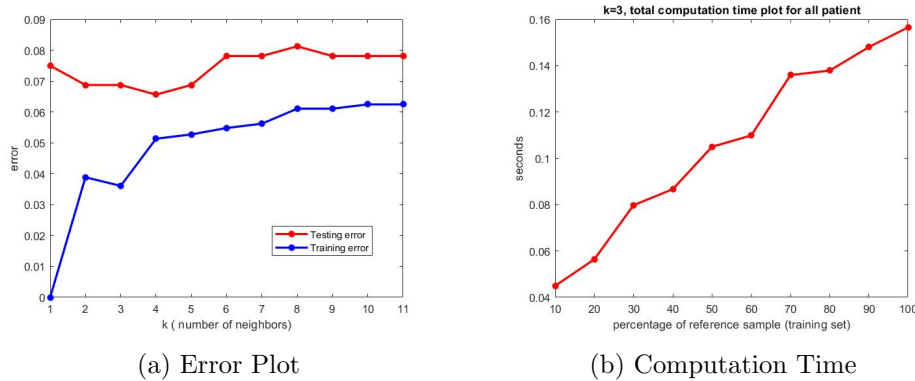 0.09
0.08
0.07
0.06
0.05
0.04
0.03
0.02
0.01
0
error
1 2 3 4 5 6 7 8 9 10 11
k ( number of neighbors)
Testing error
Training error
(a) Error Plot
k=3, total computation time plot for all patient
0.16
0.14
0.12
0.1
0.08
0.06
0.04
seconds
10 20 30 40 50 60 70 80 90 100
percentage of reference sample (training set)
(b) Computation Time